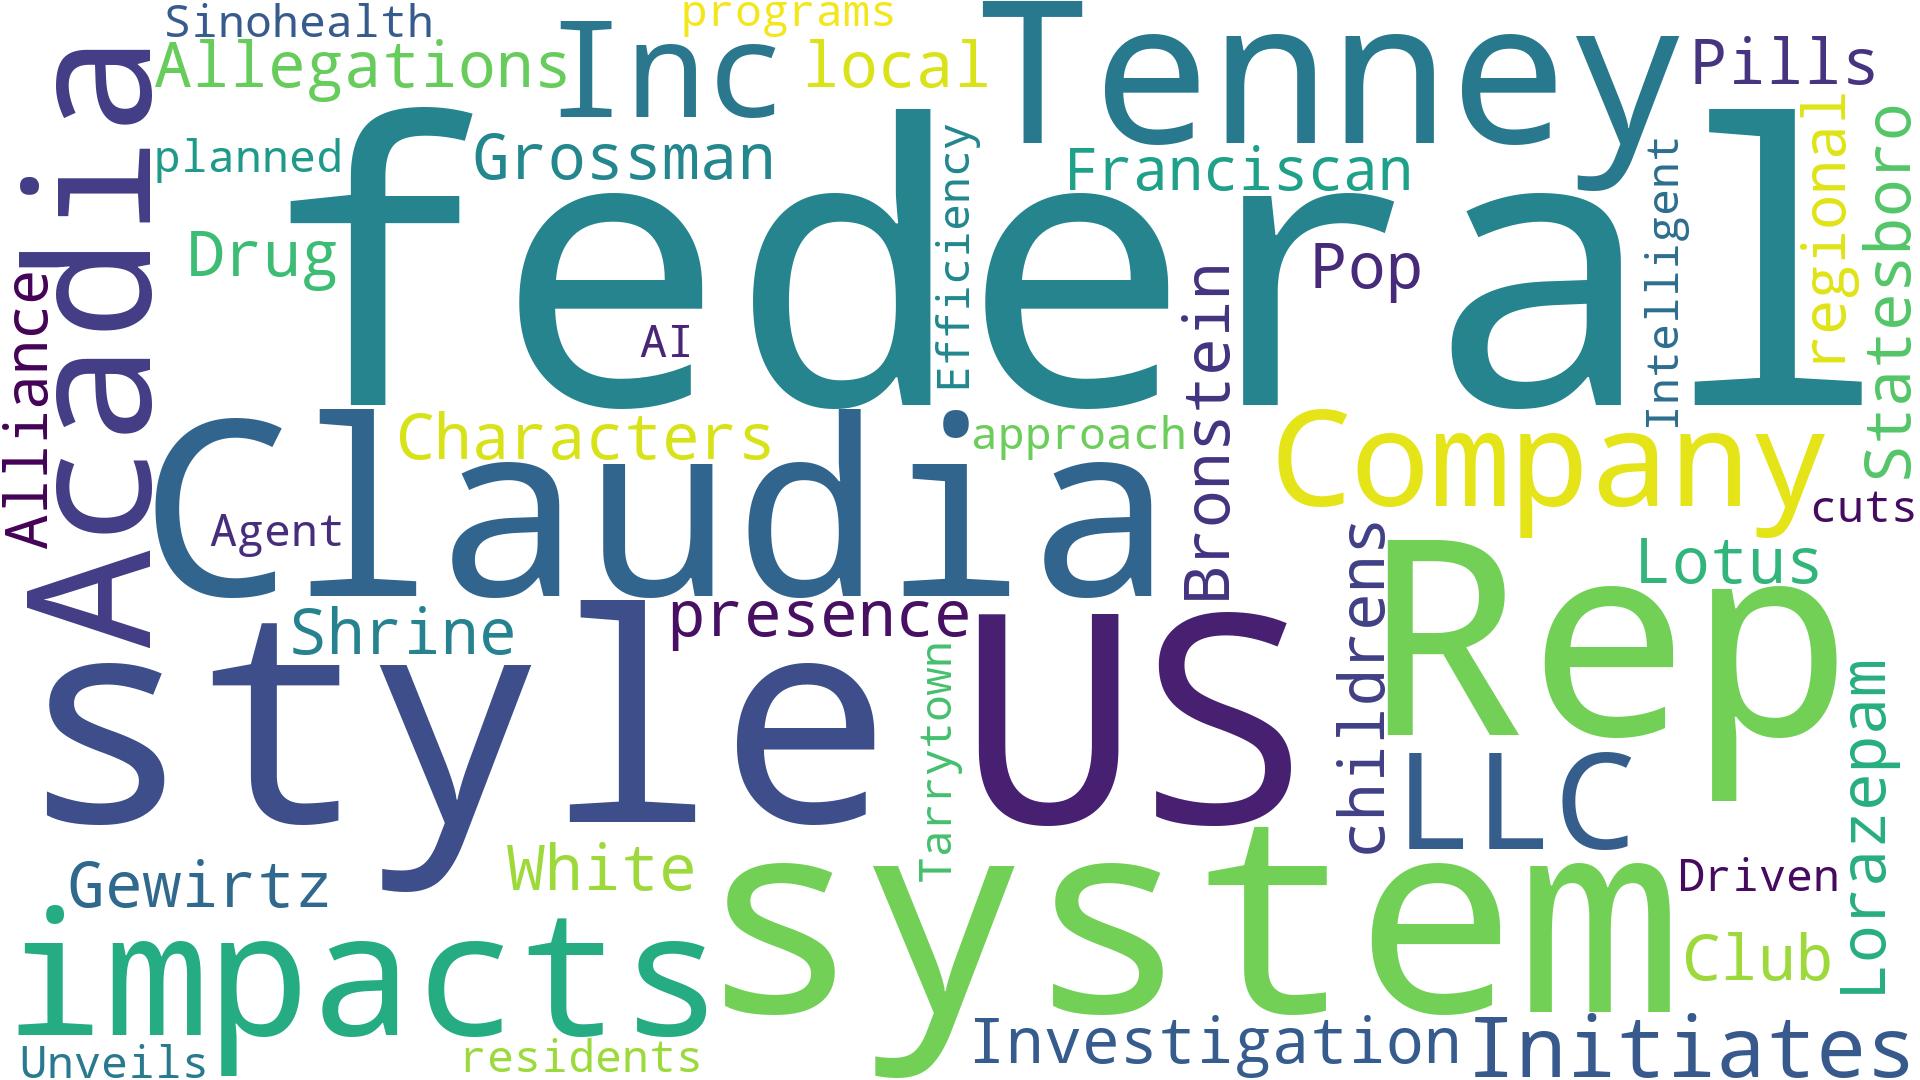 Sinohealth
programs
Allegations
Inc
local
Tenney
Pills
Acadia
planned
Grossman
Franciscan
federal
Efficiency
Intelligent
regional
Statesboro
Drug
Pop
AI
Alliance
Bronstein
Claudia
Characters
approach
Company
cuts
Agent
Lotus
Shrine
presence
childrens
Rep
style
US
Tarrytown
Lorazepam
LLC
Gewirtz
White
system
Driven
Club
impacts
Investigation
Initiates
Unveils
residents